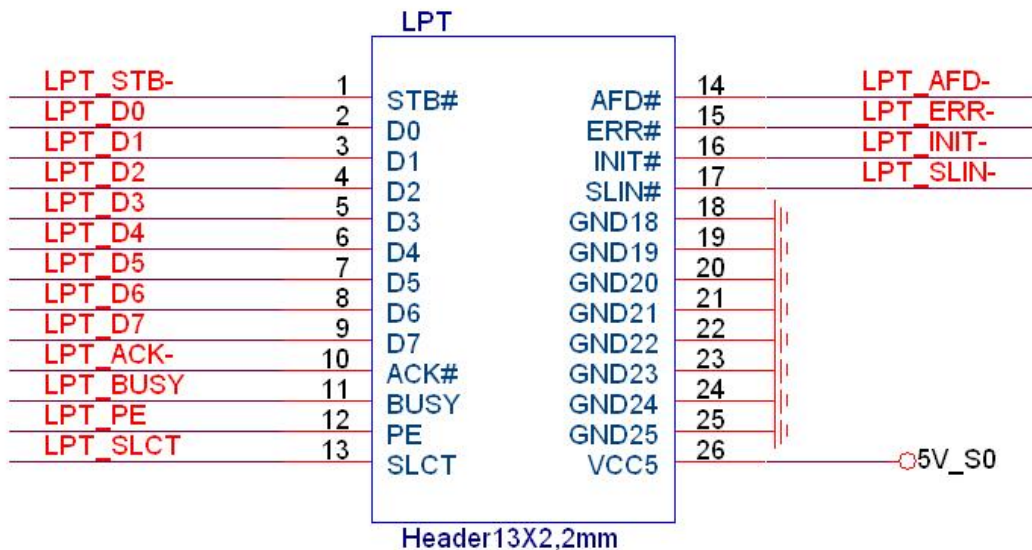 LPT
LPT_STB- 1 STB# AFD# 14 LPT_AFD-
LPT_D0 2 D0 ERR# 15 LPT_ERR-
LPT_D1 3 D1 INIT# 16 LPT_INIT-
LPT_D2 4 D2 SLIN# 17 LPT_SLIN-
LPT_D3 5 D3 GND18 18
LPT_D4 6 D4 GND19 19
LPT_D5 7 D5 GND20 20
LPT_D6 8 D6 GND21 21
LPT_D7 9 D7 GND22 22
LPT_ACK- 10 ACK# GND23 23
LPT_BUSY 11 BUSY GND24 24
LPT_PE 12 PE GND25 25
LPT_SLCT 13 SLCT VCC5 26 5V_S0
Header13X2,2mm